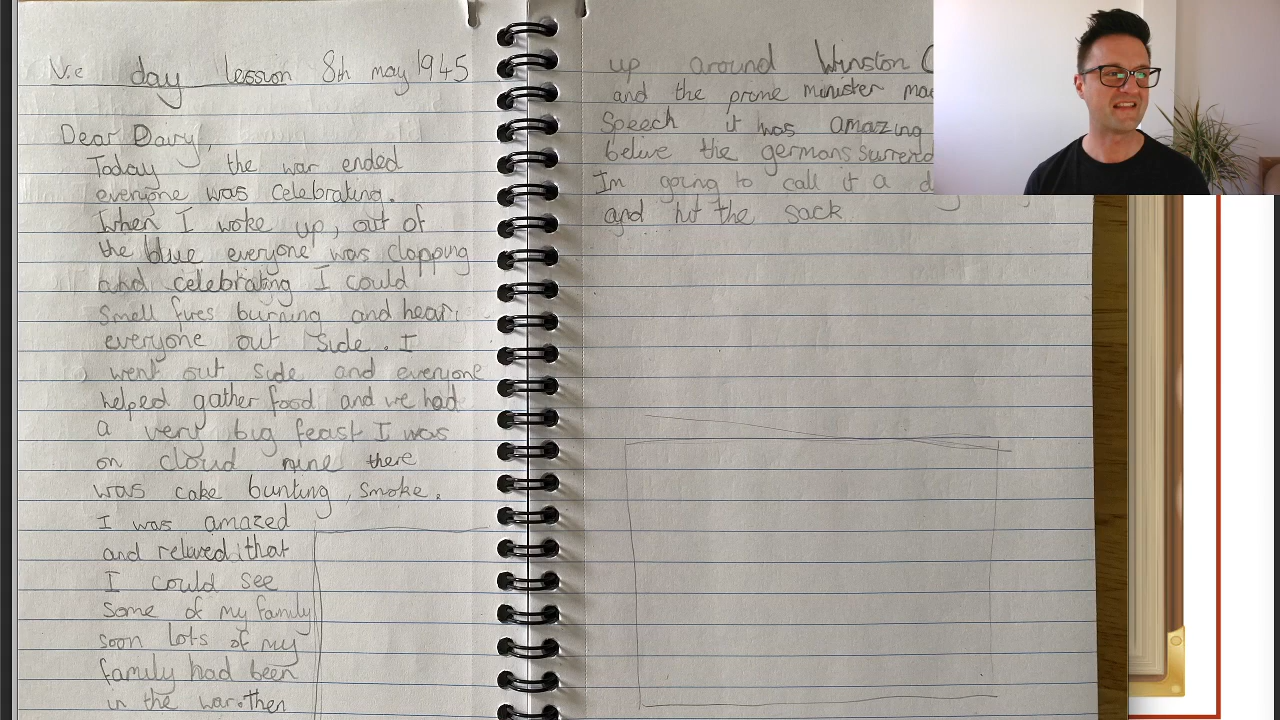 V.e day lesson 8th may 1945
Dear Dairy,
Today the war ended
everyone was celebrating.
When I woke up, out of
the blue everyone was clapping
and celebrating I could
smell fires burning and hear
everyone out side. I
went out side and everyone
helped gather food and we had
a very big feast I was
on cloud nine there
was cake bunting, smoke.
I was amazed
and relived that
I could see
some of my family
soon lots of my
family had been
in the war. then
up around Winston
and the prime minister
Speech it was amazing
belive the germans
Im going to call it a
and hit the sack.